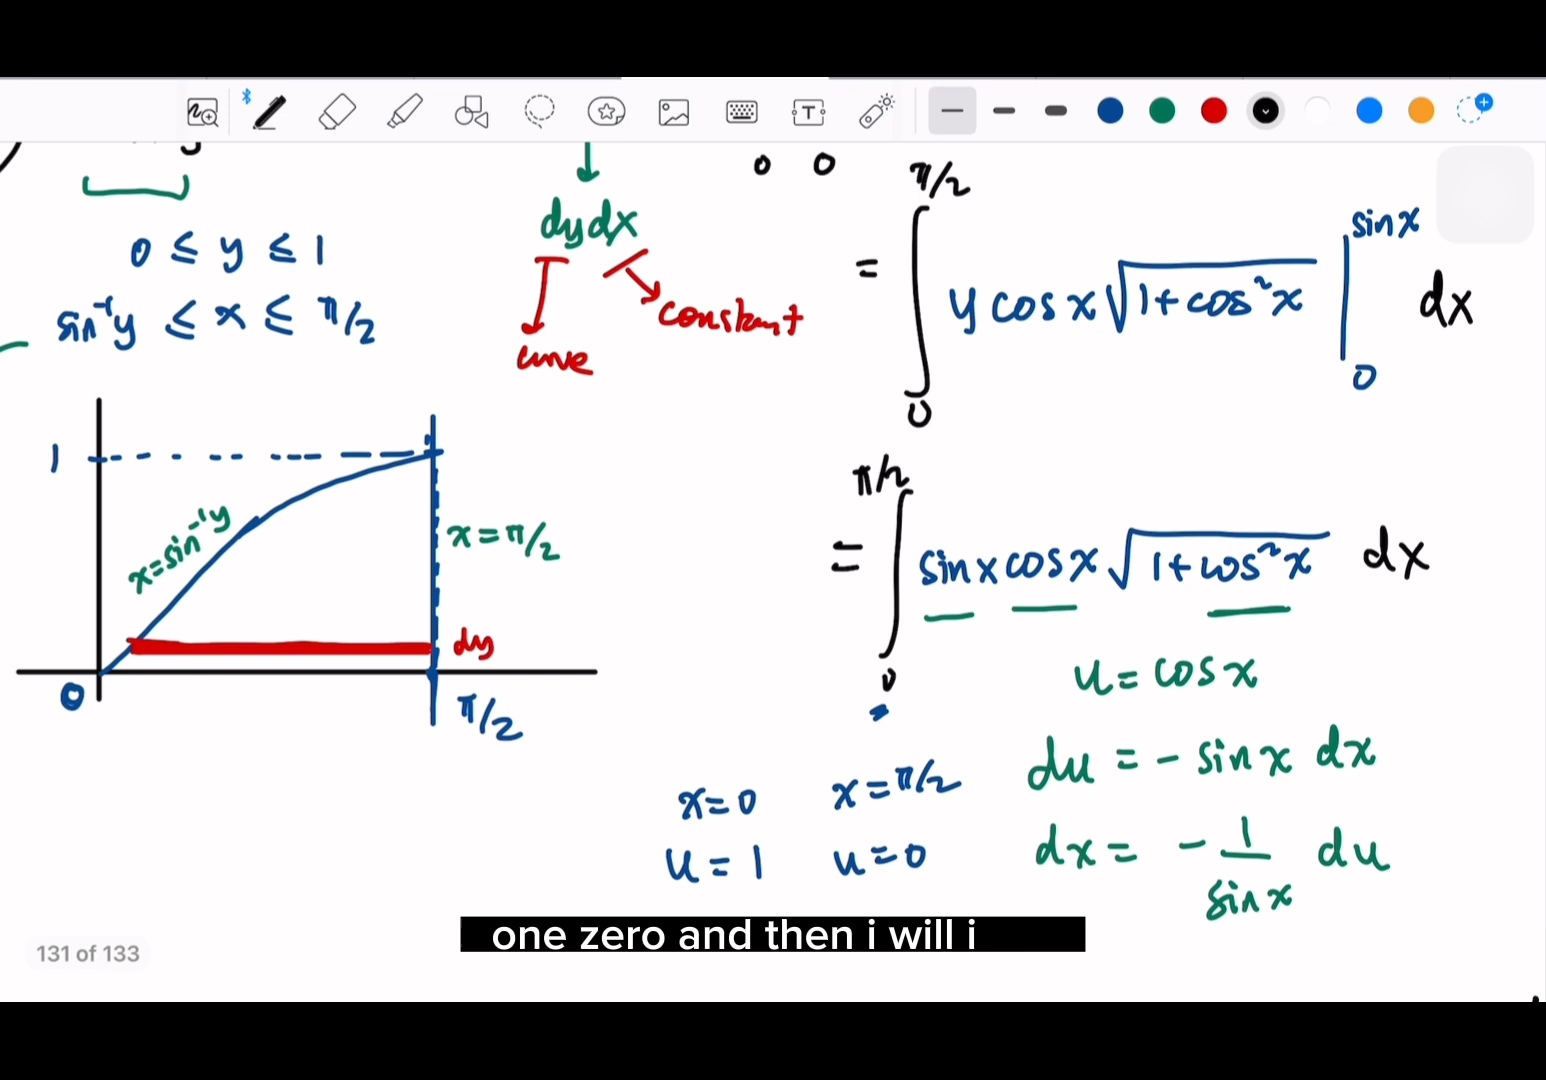 0 0
0 ≤ y ≤ 1
sin⁻¹y ≤ x ≤ π/2
dydx
constant
curve
= ∫₀^(π/2) y cos x √(1+cos²x) |₀^(sin x) dx
1
x=sin⁻¹y
x=π/2
dy
0
π/2
= ∫₀^(π/2) sin x cos x √(1+cos²x) dx
u = cos x
du = - sin x dx
dx = - 1/sin x du
x=0 x=π/2
u=1 u=0
one zero and then i will i
131 of 133